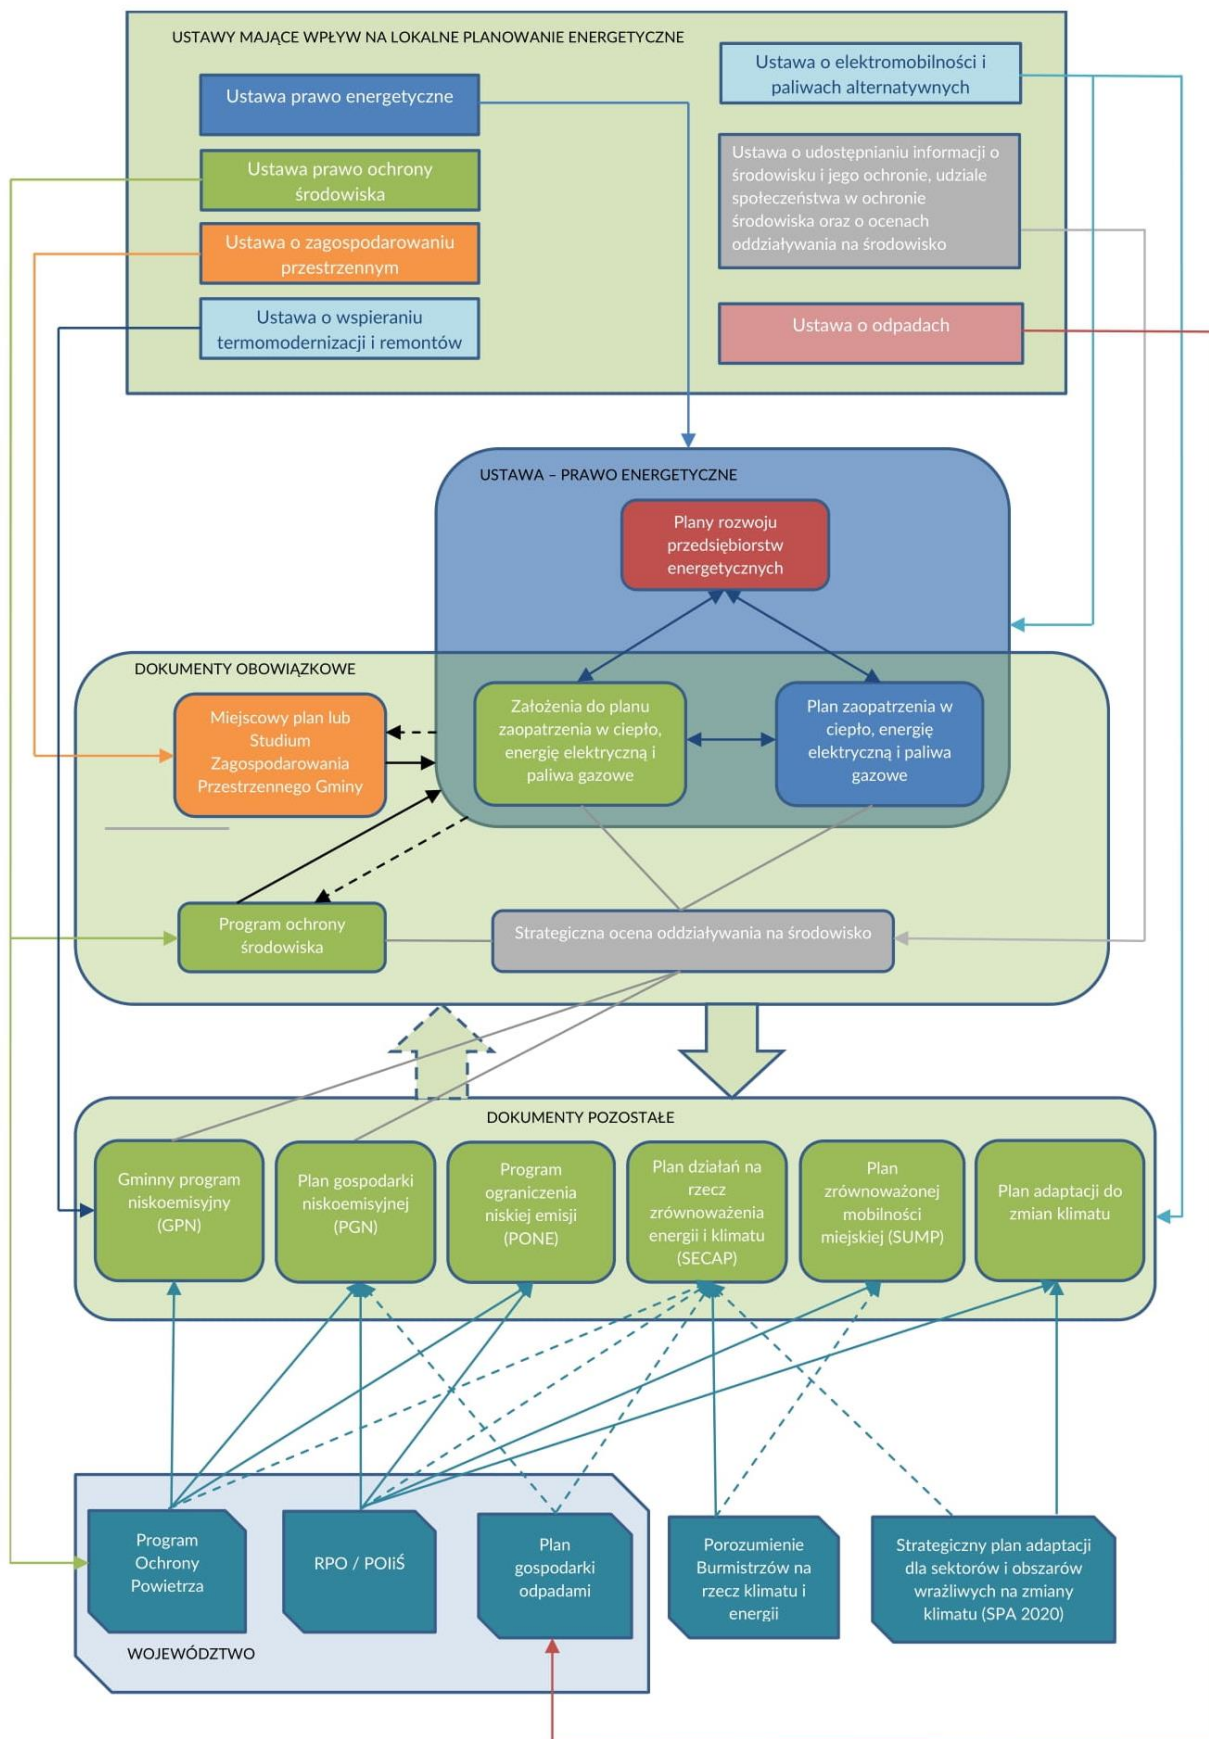 USTAWY MAJĄCE WPŁYW NA LOKALNE PLANOWANIE ENERGETYCZNE
Ustawa prawo energetyczne
Ustawa prawo ochrony
środowiska
Ustawa o zagospodarowaniu
przestrzennym
Ustawa o wspieraniu
termomodernizacji i remontów
Ustawa o elektromobilności i
paliwach alternatywnych
Ustawa o udostępnianiu informacji o
środowisku i jego ochronie, udziale
społeczeństwa w ochronie
środowiska oraz o ocenach
oddziaływania na środowisko
Ustawa o odpadach
USTAWA – PRAWO ENERGETYCZNE
Plany rozwoju
przedsiębiorstw
energetycznych
DOKUMENTY OBOWIĄZKOWE
Miejscowy plan lub
Studium
Zagospodarowania
Przestrzennego Gminy
Założenia do planu
zaopatrzenia w ciepło,
energię elektryczną i
paliwa gazowe
Plan zaopatrzenia w
ciepło, energię
elektryczną i paliwa
gazowe
Program ochrony
środowiska
Strategiczna ocena oddziaływania na środowisko
DOKUMENTY POZOSTAŁE
Gminny program
niskoemisyjny
(GPN)
Plan gospodarki
niskoemisyjnej
(PGN)
Program
ograniczenia
niskiej emisji
(PONE)
Plan działań na
rzecz
zrównoważenia
energii i klimatu
(SECAP)
Plan
zrównoważonej
mobilności
miejskiej (SUMP)
Plan adaptacji do
zmian klimatu
Program
Ochrony
Powietrza
RPO / POIiŚ
Plan
gospodarki
odpadami
Porozumienie
Burmistrzów na
rzecz klimatu i
energii
Strategiczny plan adaptacji
dla sektorów i obszarów
wrażliwych na zmiany
klimatu (SPA 2020)
WOJEWÓDZTWO